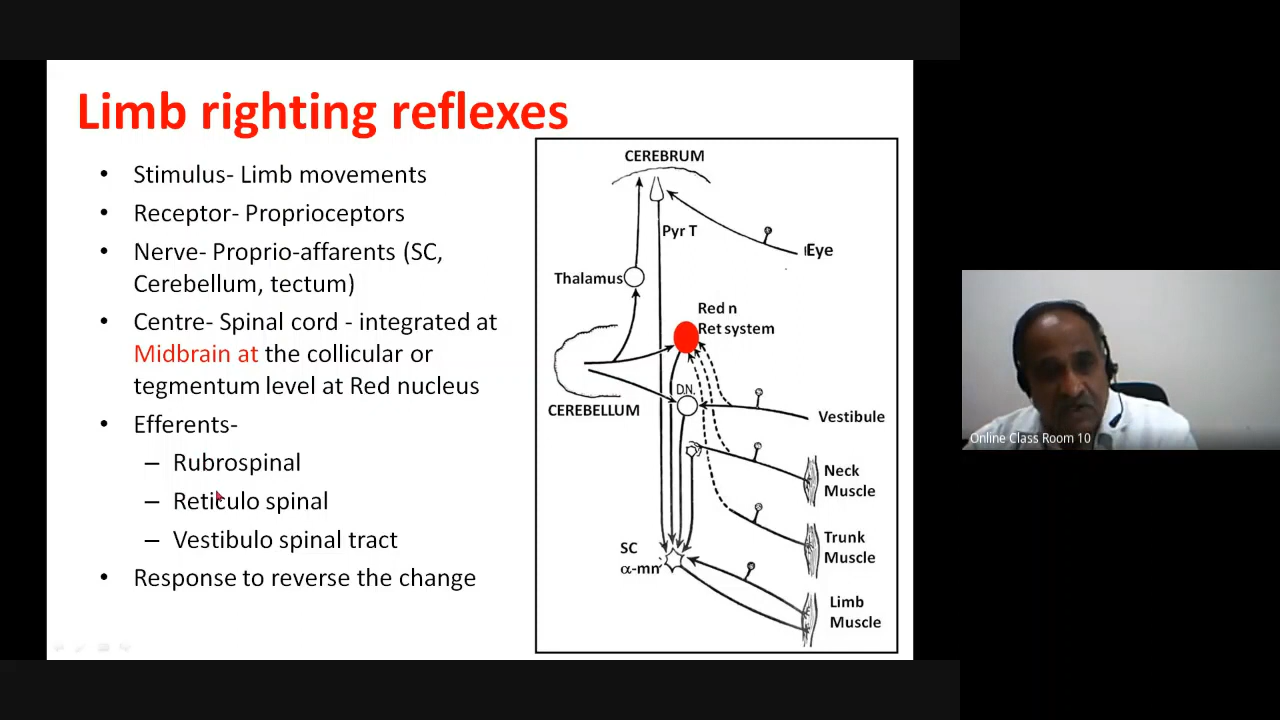 Limb righting reflexes
• Stimulus- Limb movements
• Receptor- Proprioceptors
• Nerve- Proprio-affarents (SC,
Cerebellum, tectum)
• Centre- Spinal cord - integrated at
Midbrain at the collicular or
tegmentum level at Red nucleus
• Efferents-
– Rubrospinal
– Reticulo spinal
– Vestibulo spinal tract
• Response to reverse the change
CEREBRUM
Pyr T
Eye
Thalamus
Red n
Ret system
DN.
CEREBELLUM
Vestibule
Neck
Muscle
Trunk
Muscle
SC
α-mn
Limb
Muscle
Online Class Room 10